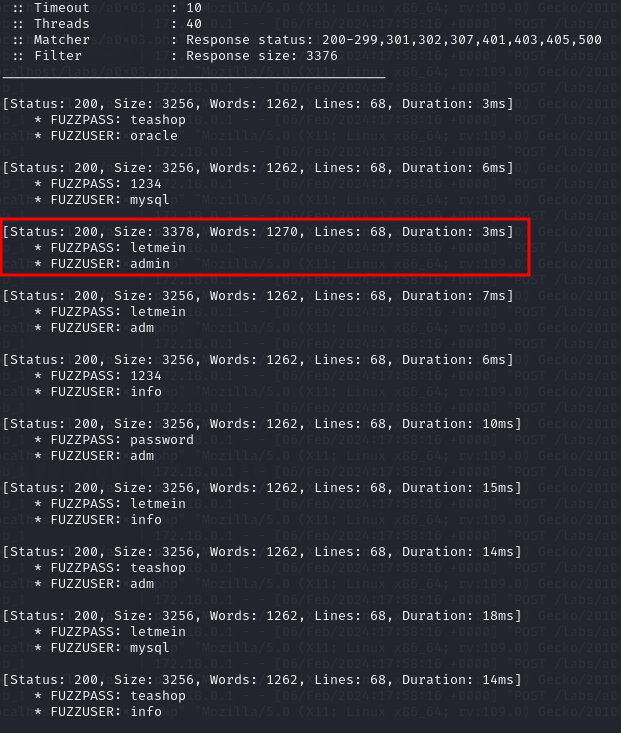 :: Timeout : 10
:: Threads : 40
:: Matcher : Response status: 200-299,301,302,307,401,403,405,500
:: Filter : Response size: 3376
[Status: 200, Size: 3256, Words: 1262, Lines: 68, Duration: 3ms]
* FUZZPASS: teashop
* FUZZUSER: oracle
[Status: 200, Size: 3256, Words: 1262, Lines: 68, Duration: 6ms]
* FUZZPASS: 1234
* FUZZUSER: mysql
[Status: 200, Size: 3378, Words: 1270, Lines: 68, Duration: 3ms]
* FUZZPASS: letmein
* FUZZUSER: admin
[Status: 200, Size: 3256, Words: 1262, Lines: 68, Duration: 7ms]
* FUZZPASS: letmein
* FUZZUSER: adm
[Status: 200, Size: 3256, Words: 1262, Lines: 68, Duration: 6ms]
* FUZZPASS: 1234
* FUZZUSER: info
[Status: 200, Size: 3256, Words: 1262, Lines: 68, Duration: 10ms]
* FUZZPASS: password
* FUZZUSER: adm
[Status: 200, Size: 3256, Words: 1262, Lines: 68, Duration: 15ms]
* FUZZPASS: letmein
* FUZZUSER: info
[Status: 200, Size: 3256, Words: 1262, Lines: 68, Duration: 14ms]
* FUZZPASS: teashop
* FUZZUSER: adm
[Status: 200, Size: 3256, Words: 1262, Lines: 68, Duration: 18ms]
* FUZZPASS: letmein
* FUZZUSER: mysql
[Status: 200, Size: 3256, Words: 1262, Lines: 68, Duration: 14ms]
* FUZZPASS: teashop
* FUZZUSER: info